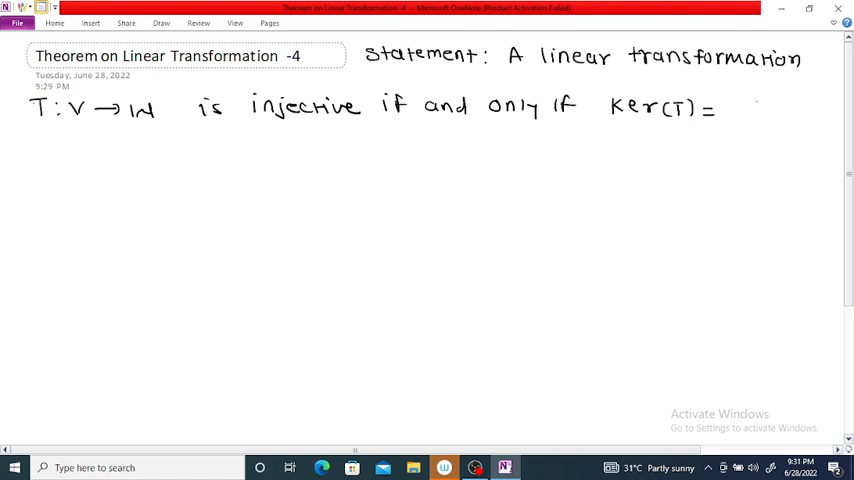 Theorem on Linear Transformation -4 - Microsoft OneNote (Product Activation Failed)
File Home Insert Share Draw Review View Pages
Theorem on Linear Transformation -4
Statement: A linear transformation
Tuesday, June 28, 2022
9:29 PM
T: V → W is injective if and only if Ker(T) =
Activate Windows
Go to Settings to activate Windows.
Type here to search
31°C Partly sunny
9:31 PM
6/28/2022
2